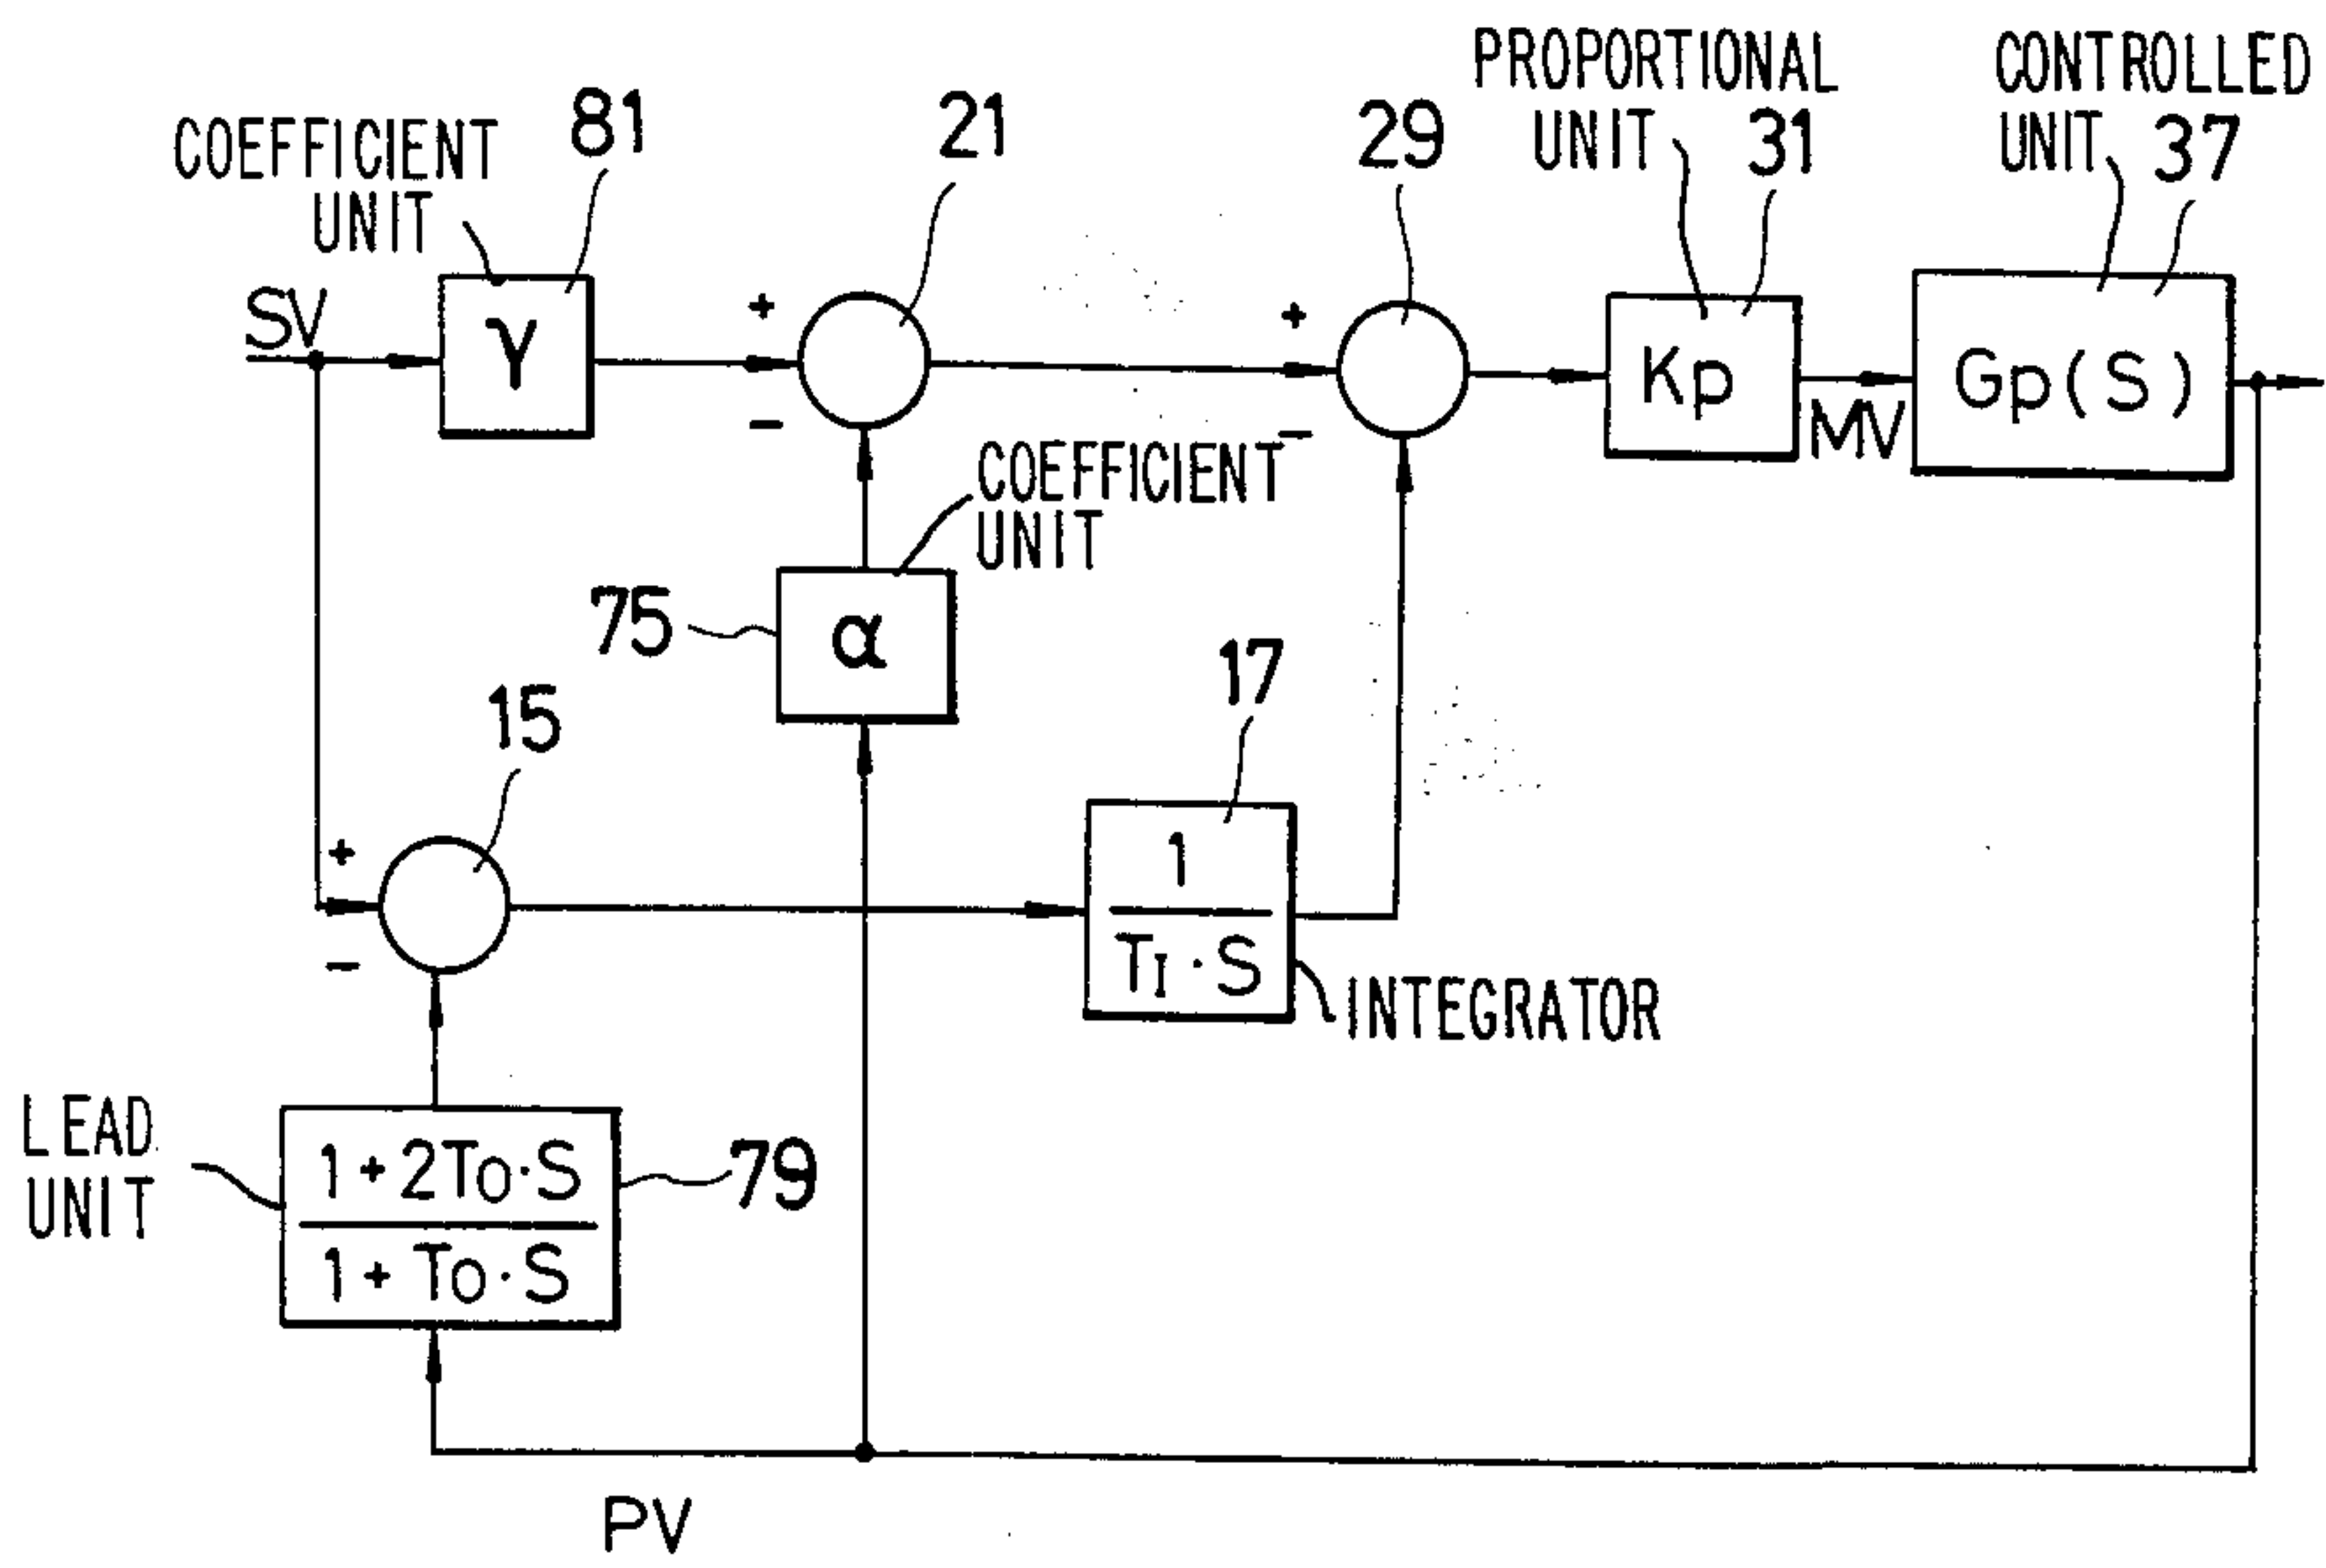 PROPORTIONAL
UNIT 31
CONTROLLED
UNIT 37
COEFFICIENT
UNIT
81
21
29
SV
γ
+
−
+
−
Kp
MV
Gp(S)
COEFFICIENT
UNIT
75
α
15
17
+
−
1
TI·S
INTEGRATOR
LEAD
UNIT
1+2To·S
1+To·S
79
PV